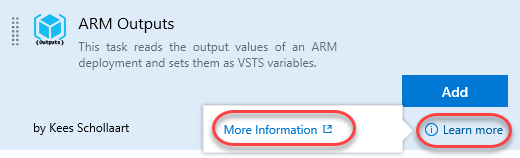 ARM Outputs
{Outputs}
This task reads the output values of an ARM
deployment and sets them as VSTS variables.
Add
by Kees Schollaart
More Information
Learn more